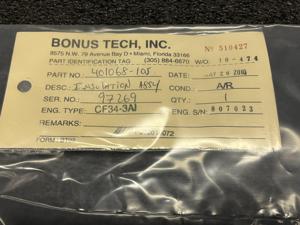 BONUS TECH, INC.
Nº 510427
8575 N.W. 79 Avenue Bay D • Miami, Florida 33166
PART IDENTIFICATION TAG (305) 884-6670 W/O: 10-474
PART NO. 401068-105 DATE:
DESC: INSULATION ASSY COND: A/R
SER. NO.: 97269 QTY.: 1
ENG. TYPE: CF34-3A1 ENG. S/N: 807023
REMARKS:
FORM